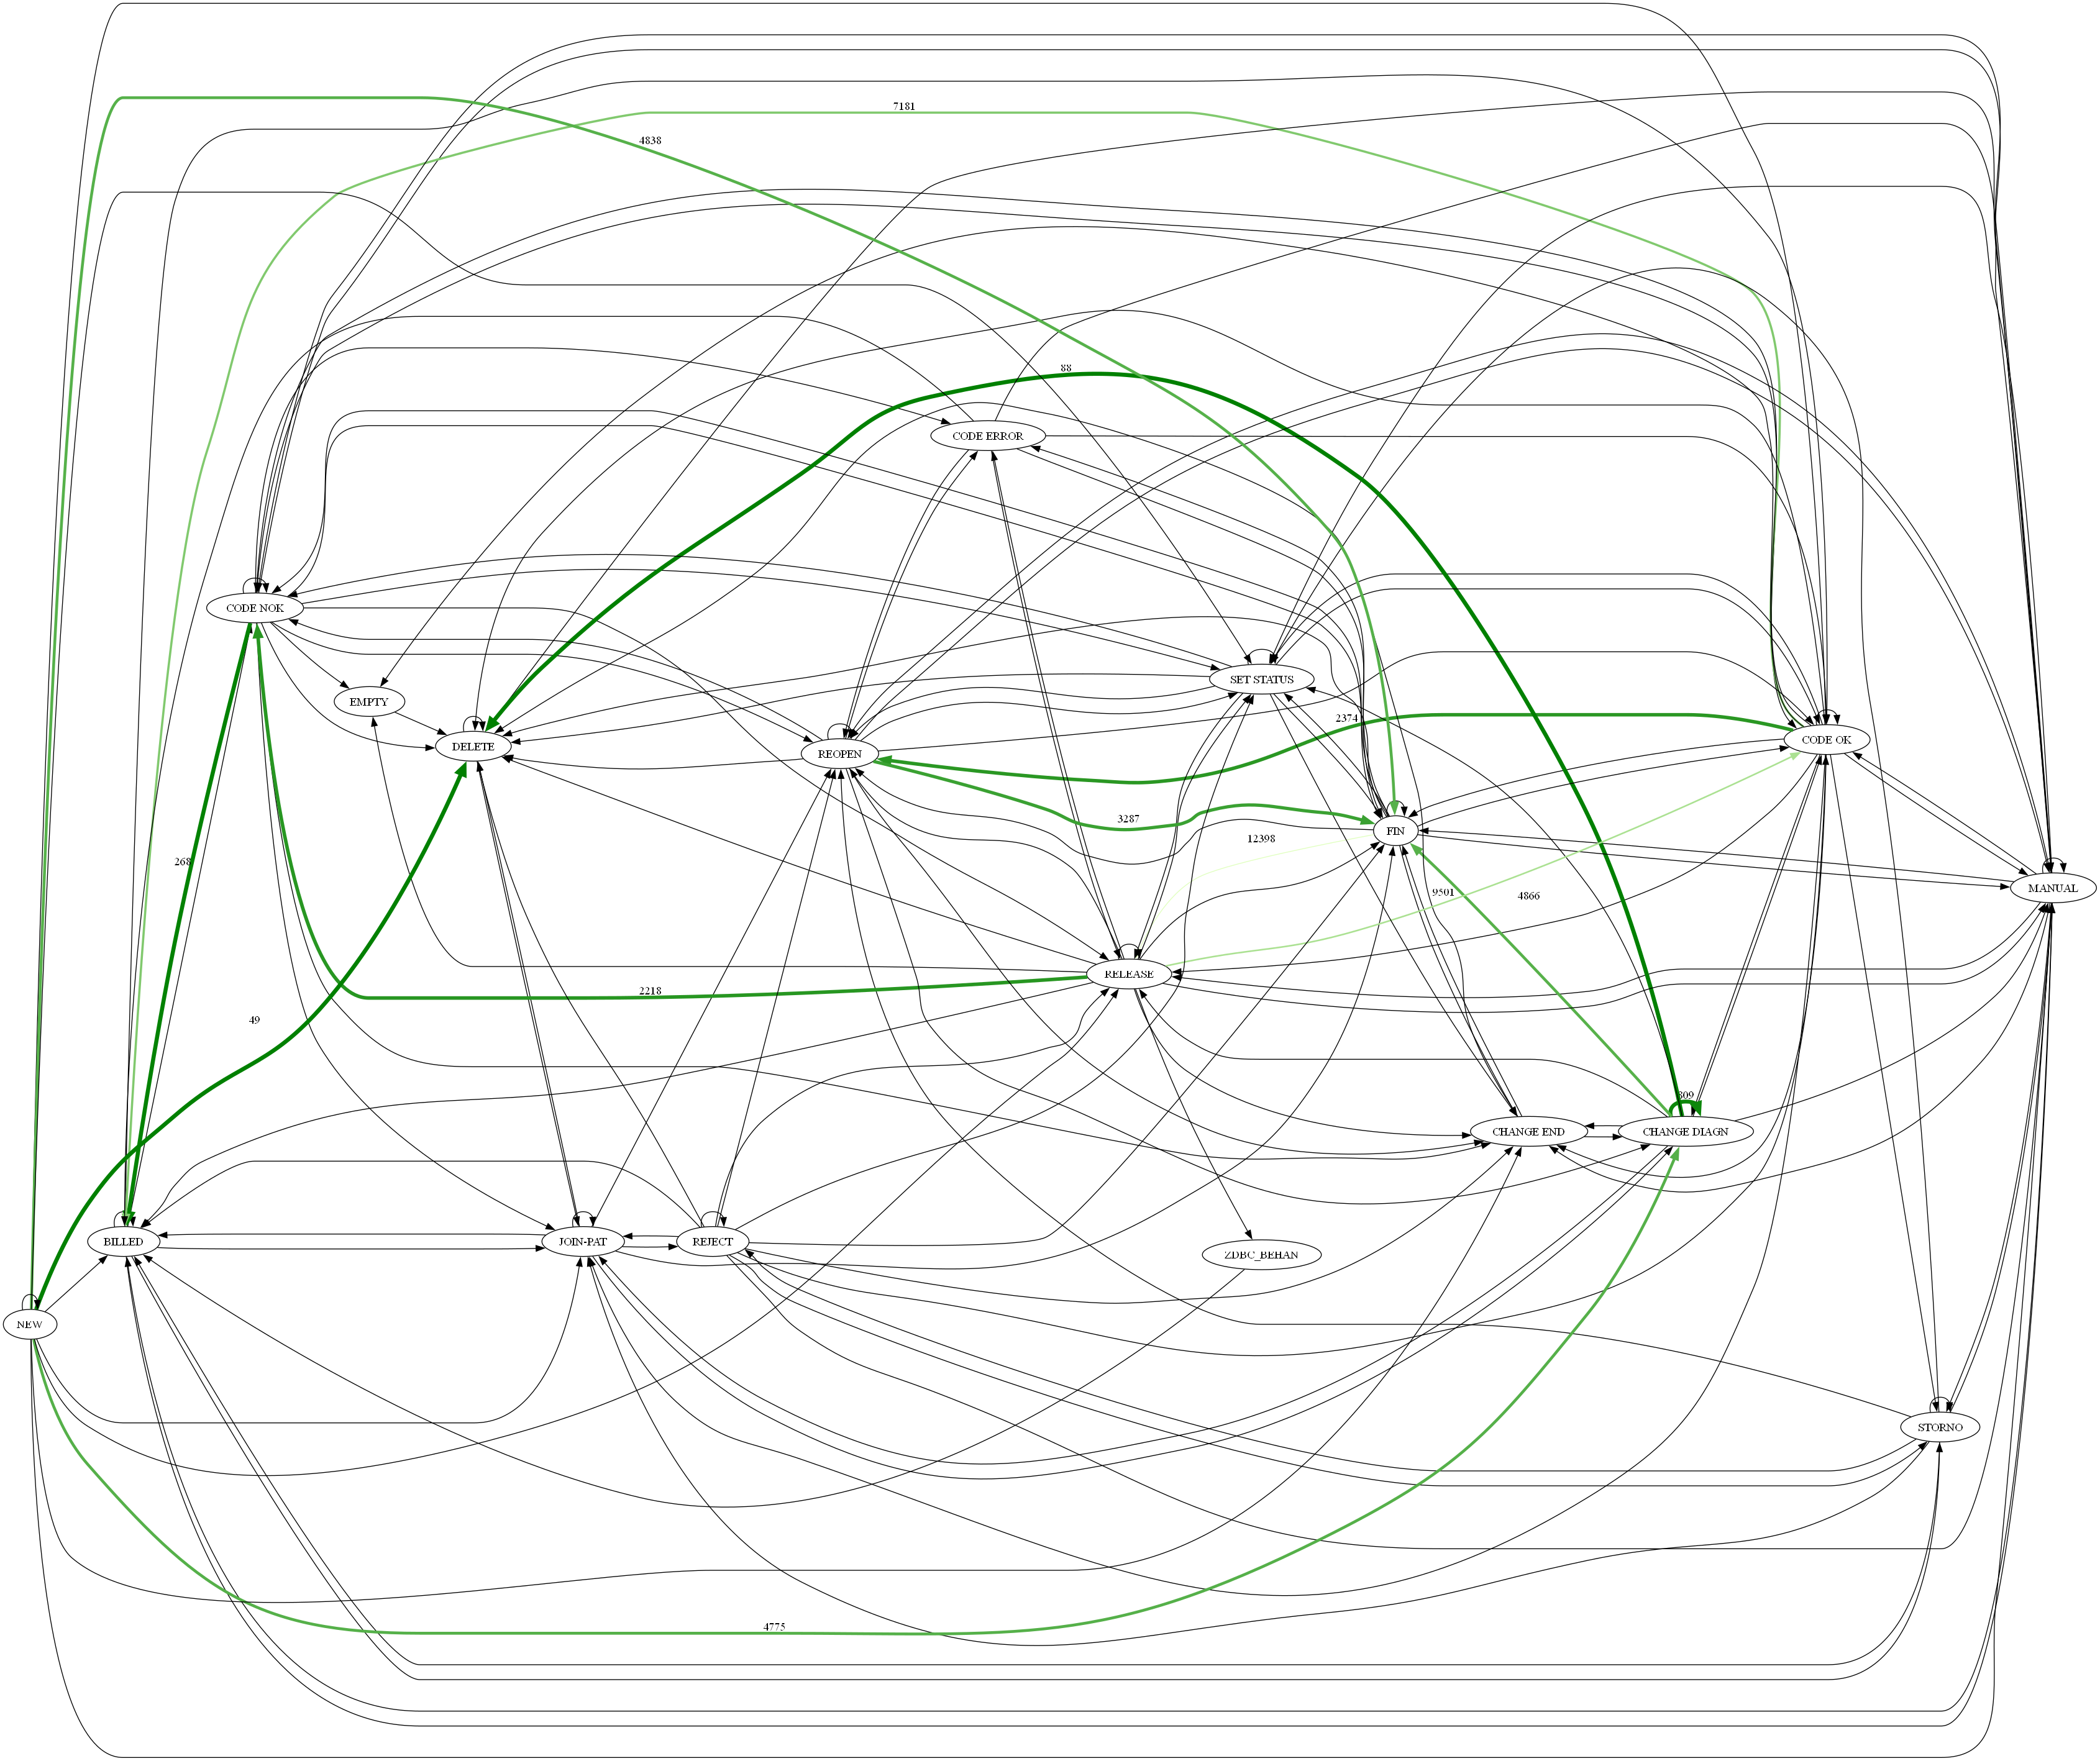 7181
4838
88
CODE ERROR
CODE NOK
SET STATUS
EMPTY
2374
DELETE
REOPEN
CODE OK
3287
FIN
12398
268
9501
4866
MANUAL
RELEASE
2218
49
809
CHANGE END
CHANGE DIAGN
BILLED
JOIN-PAT
REJECT
ZDBC_BEHAN
NEW
STORNO
4775